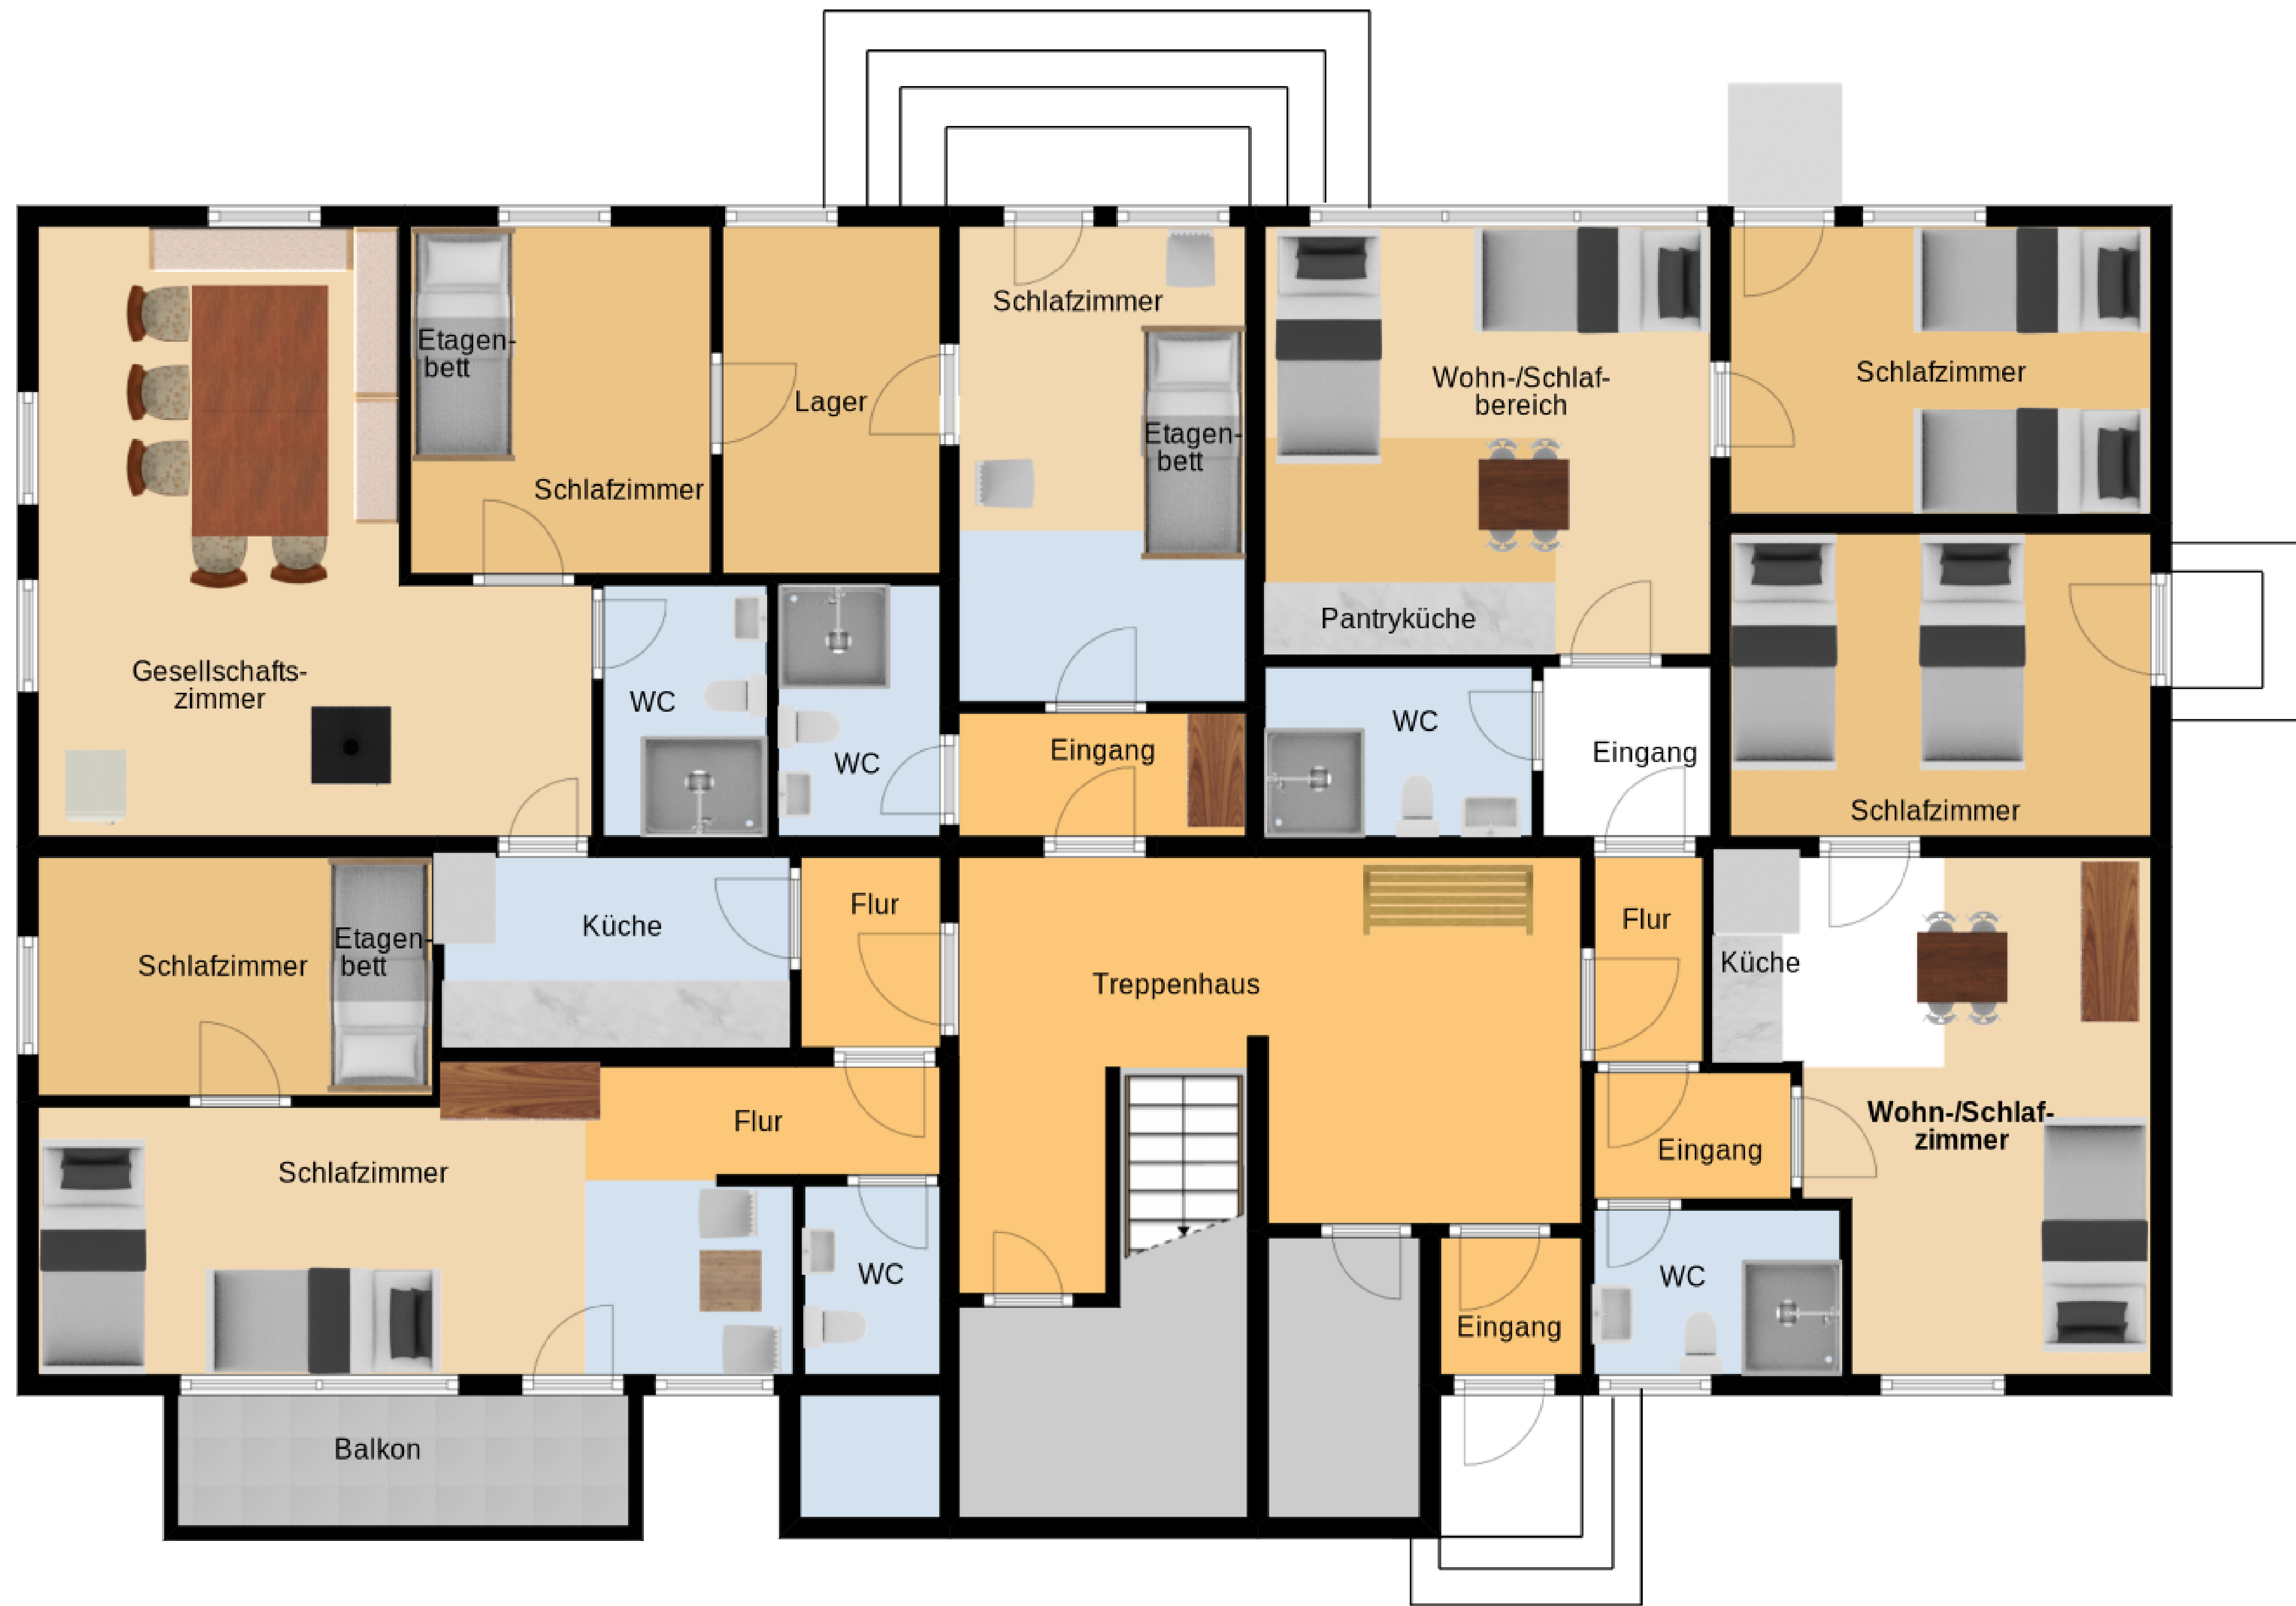 Schlafzimmer
Etagen-
bett
Lager
Wohn-/Schlaf-
bereich
Schlafzimmer
Etagen-
bett
Schlafzimmer
Pantryküche
Gesellschafts-
zimmer
WC
WC
Eingang
WC
Eingang
Schlafzimmer
Schlafzimmer
Etagen-
bett
Küche
Flur
Treppenhaus
Flur
Küche
Flur
Eingang
Wohn-/Schlaf-
zimmer
Schlafzimmer
WC
Eingang
WC
Balkon